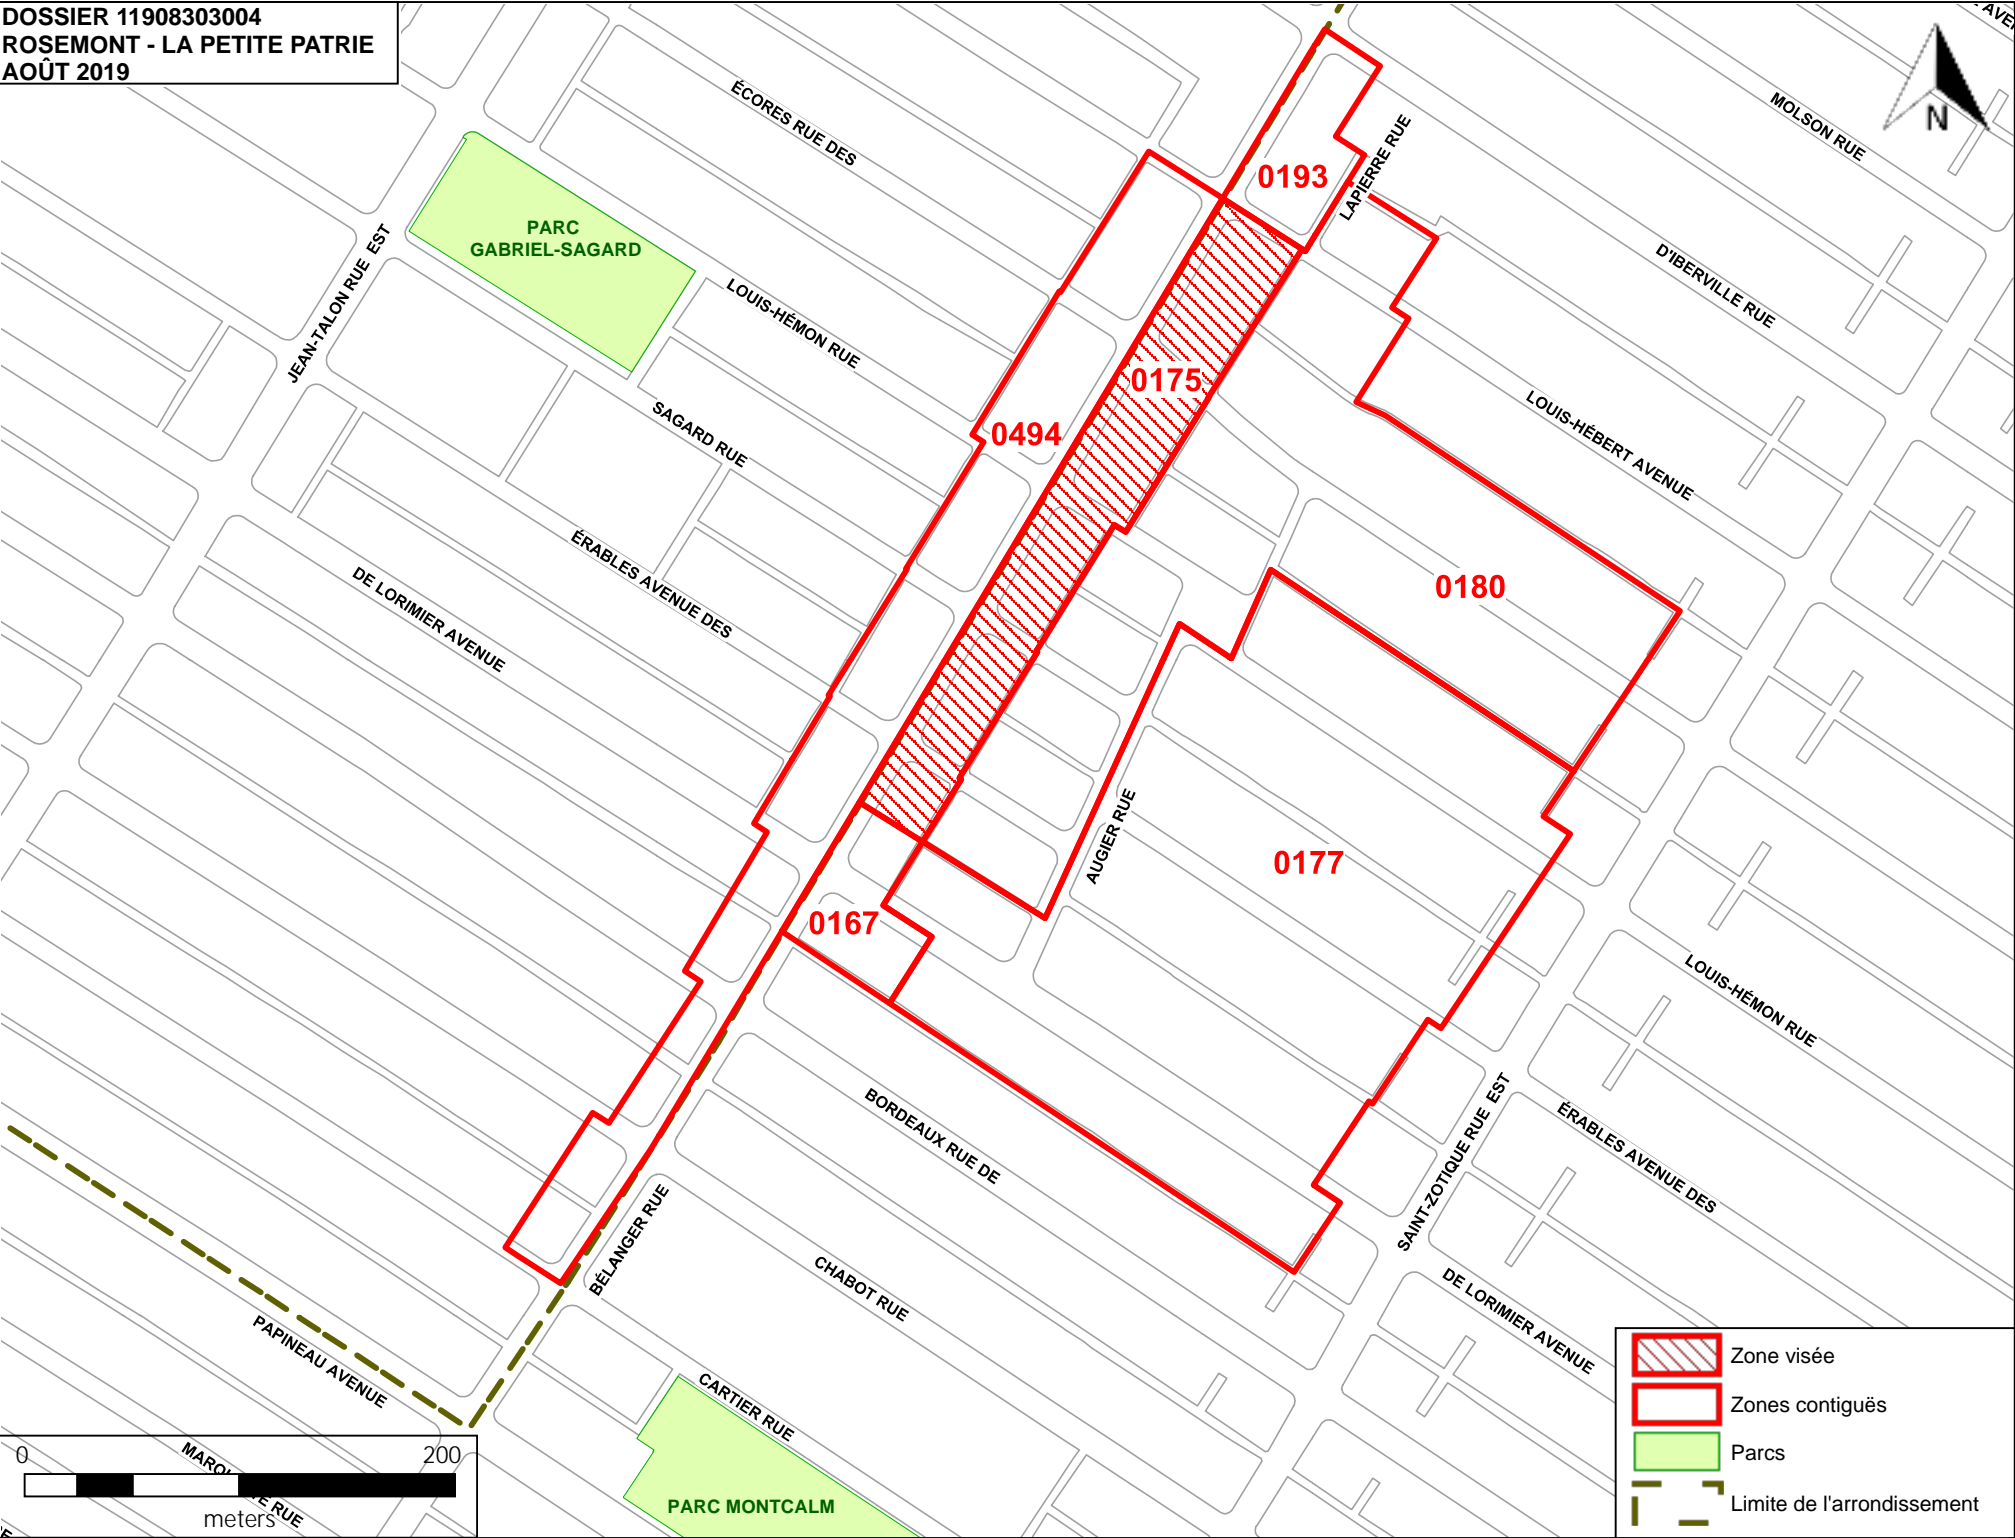 DOSSIER 11908303004
ROSEMONT - LA PETITE PATRIE
AOÛT 2019
N
MOLSON RUE
ÉCORES RUE DES
LAPIERRE RUE
0193
PARC
GABRIEL-SAGARD
D'IBERVILLE RUE
JEAN-TALON RUE EST
LOUIS-HÉMON RUE
0175
SAGARD RUE
0494
LOUIS-HÉBERT AVENUE
ÉRABLES AVENUE DES
DE LORIMIER AVENUE
0180
AUGIER RUE
0177
0167
LOUIS-HÉMON RUE
BORDEAUX RUE DE
SAINT-ZOTIQUE RUE EST
ÉRABLES AVENUE DES
BÉLANGER RUE
CHABOT RUE
DE LORIMIER AVENUE
PAPINEAU AVENUE
CARTIER RUE
PARC MONTCALM
0 200
meters
Zone visée
Zones contiguës
Parcs
Limite de l'arrondissement